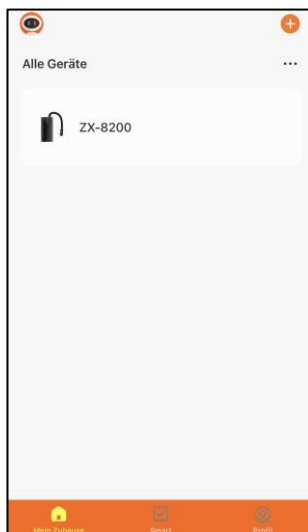 Alle Geräte
ZX-8200
Mein Zuhause
Smart
Profil